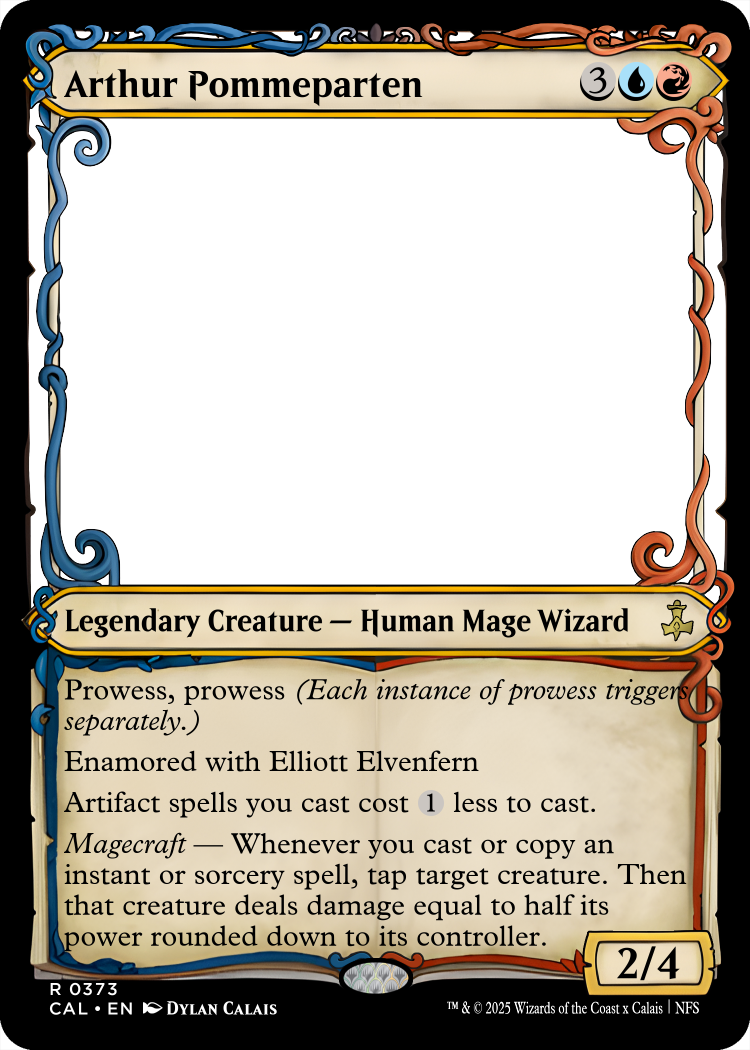 Arthur Pommeparten 3
Legendary Creature — Human Mage Wizard
Prowess, prowess (Each instance of prowess triggers
separately.)
Enamored with Elliott Elvenfern
Artifact spells you cast cost 1 less to cast.
Magecraft — Whenever you cast or copy an
instant or sorcery spell, tap target creature. Then
that creature deals damage equal to half its
power rounded down to its controller.
2/4
R 0373
CAL • EN Dylan Calais
™ & © 2025 Wizards of the Coast x Calais | NFS